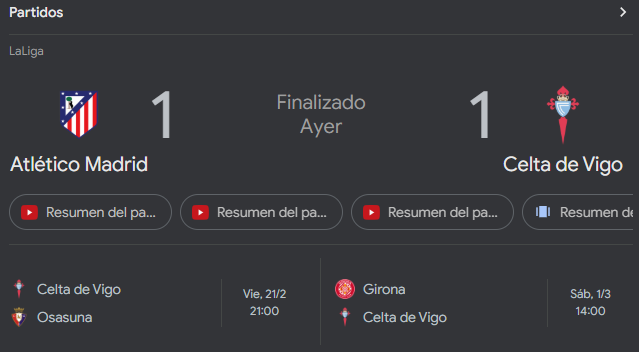 Partidos
LaLiga
1 Finalizado 1
Ayer
Atlético Madrid Celta de Vigo
Resumen del pa... Resumen del pa... Resumen del pa... Resumen de
Celta de Vigo Vie, 21/2 Girona Sáb, 1/3
Osasuna 21:00 Celta de Vigo 14:00